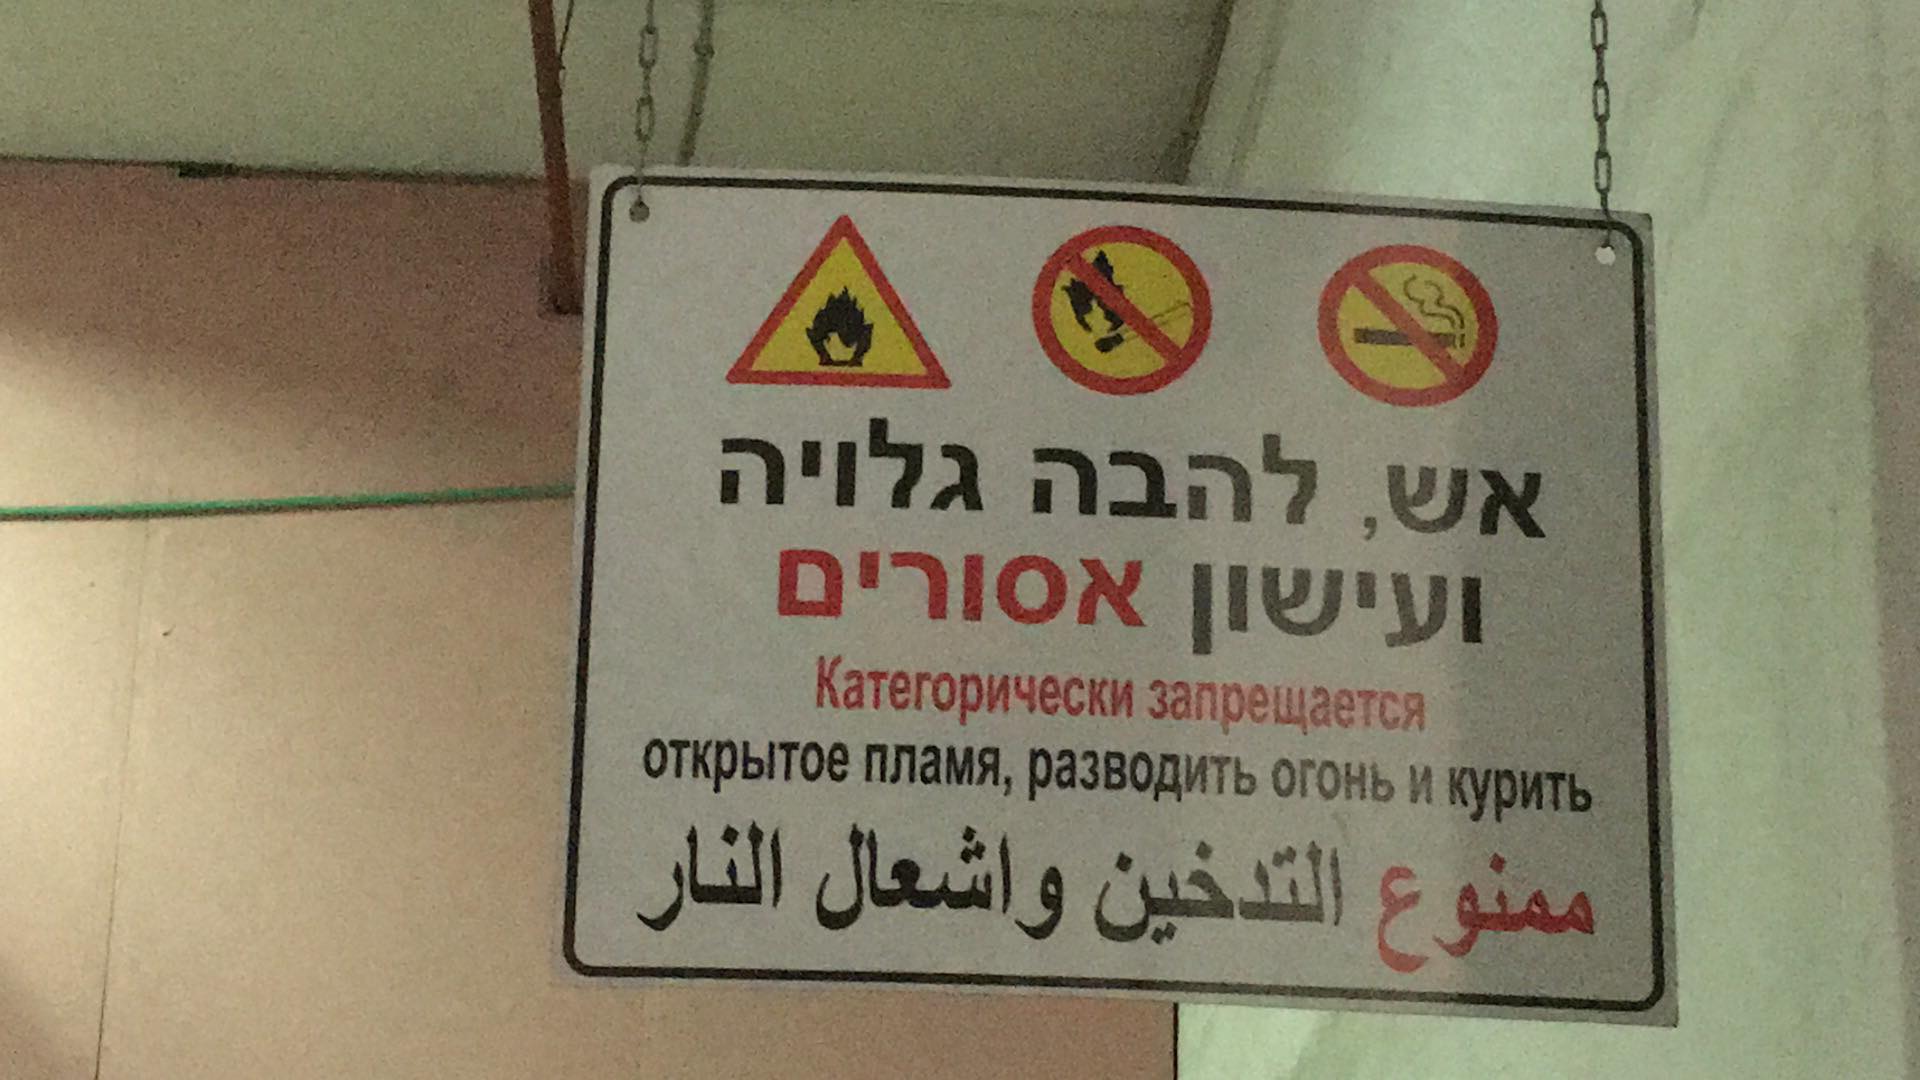 אש, להבה גלויה
ועישון אסורים
Категорически запрещается
открытое пламя, разводить огонь и курить
ممنوع التدخين واشعال النار